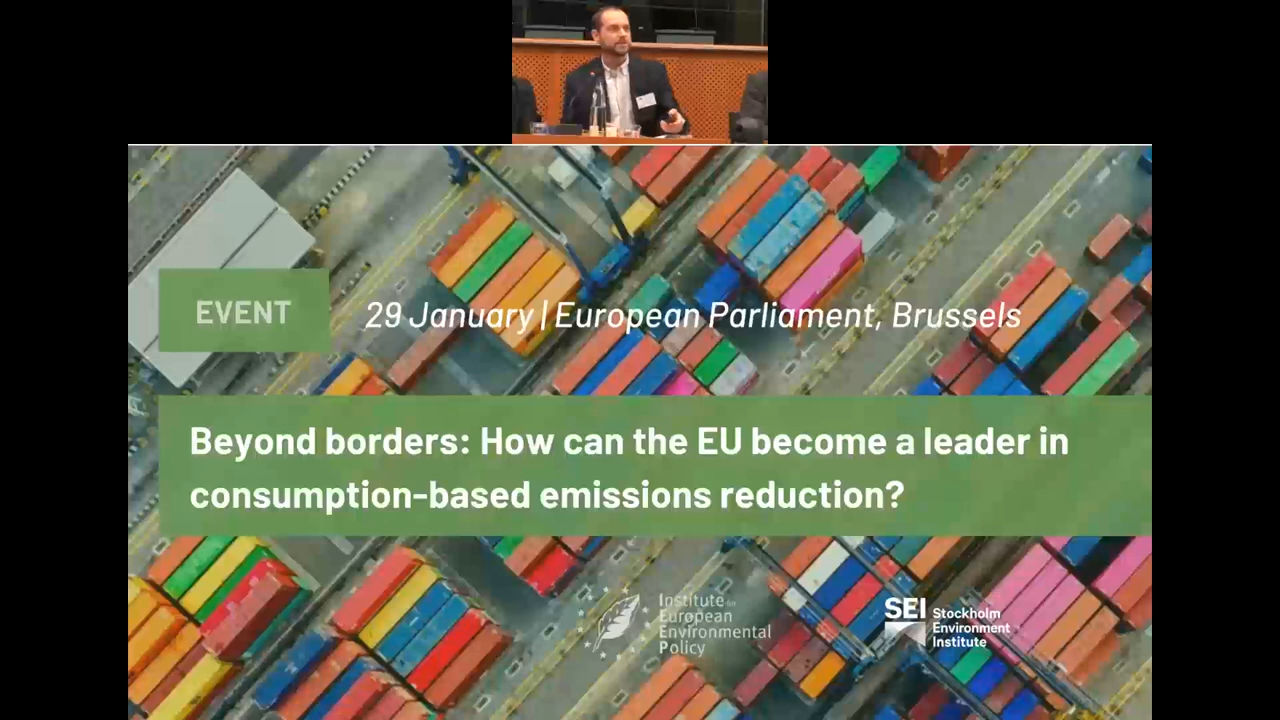 EVENT
29 January | European Parliament, Brussels
Beyond borders: How can the EU become a leader in
consumption-based emissions reduction?
Institute for
European
Environmental
Policy
SEI Stockholm
Environment
Institute